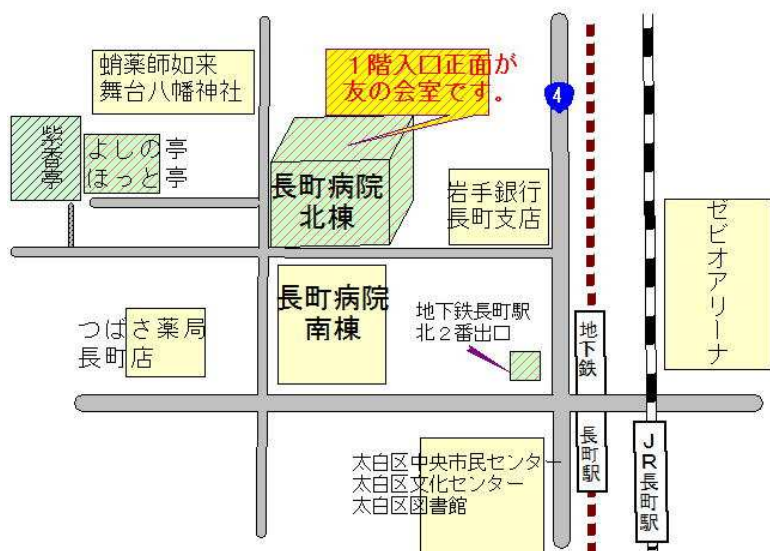 蛸薬師如来
舞台八幡神社
１階入口正面が
友の会室です。
4
紫香亭
よしの亭
ほっと亭
長町病院
北棟
岩手銀行
長町支店
ゼビオアリーナ
つばさ薬局
長町店
長町病院
南棟
地下鉄長町駅
北２番出口
地下鉄 長町駅
ＪＲ長町駅
太白区中央市民センター
太白区文化センター
太白区図書館